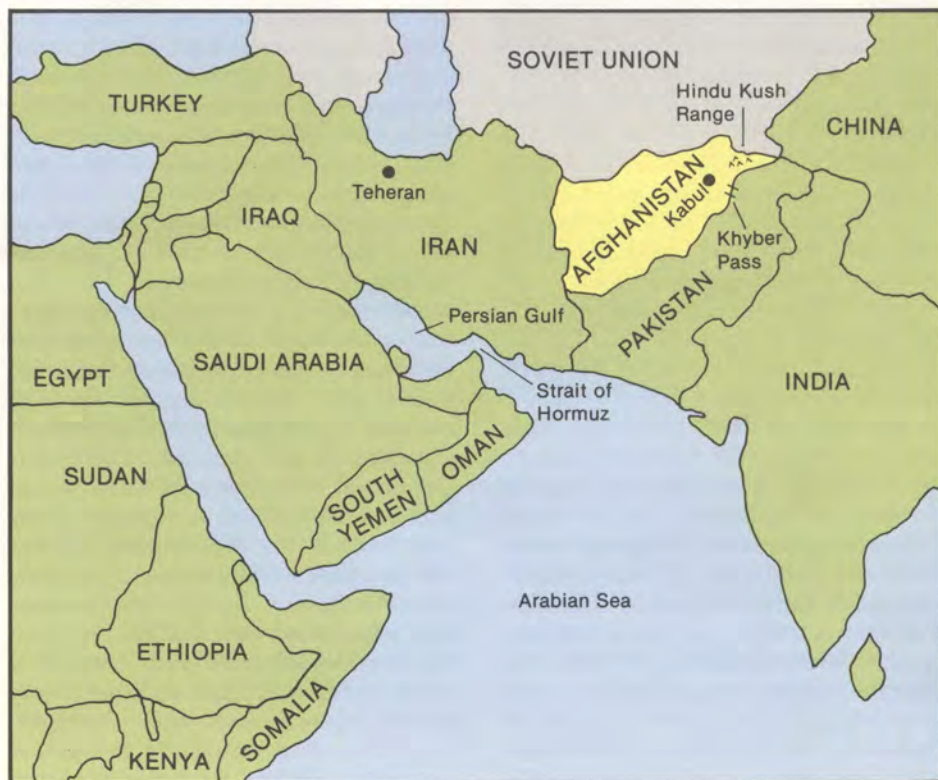 SOVIET UNION
Hindu Kush
Range
TURKEY
CHINA
Teheran
AFGHANISTAN
Kabul
IRAQ
IRAN
Khyber
Pass
PAKISTAN
Persian Gulf
SAUDI ARABIA
EGYPT
INDIA
Strait of
Hormuz
OMAN
SUDAN
SOUTH
YEMEN
Arabian Sea
ETHIOPIA
SOMALIA
KENYA